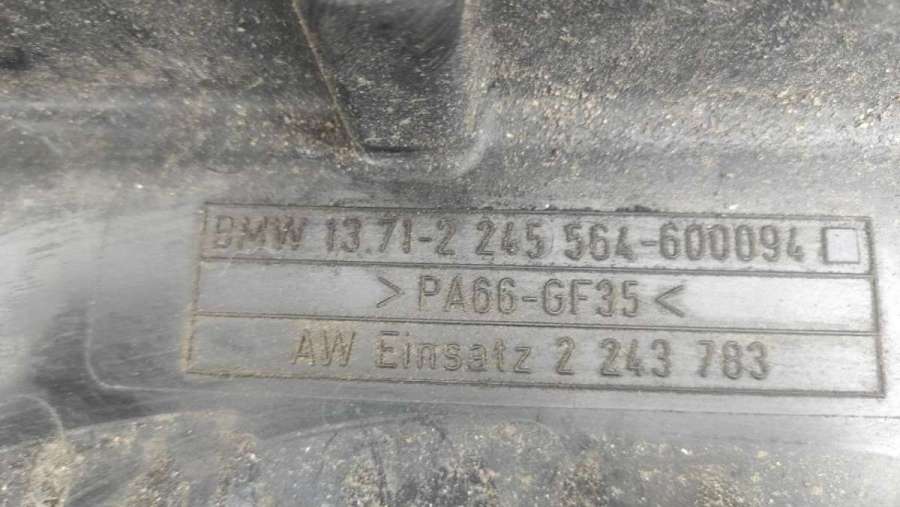 BMW 13.71-2 245 564-600094
>PA66-GF35<
AW Einsatz 2 243 783